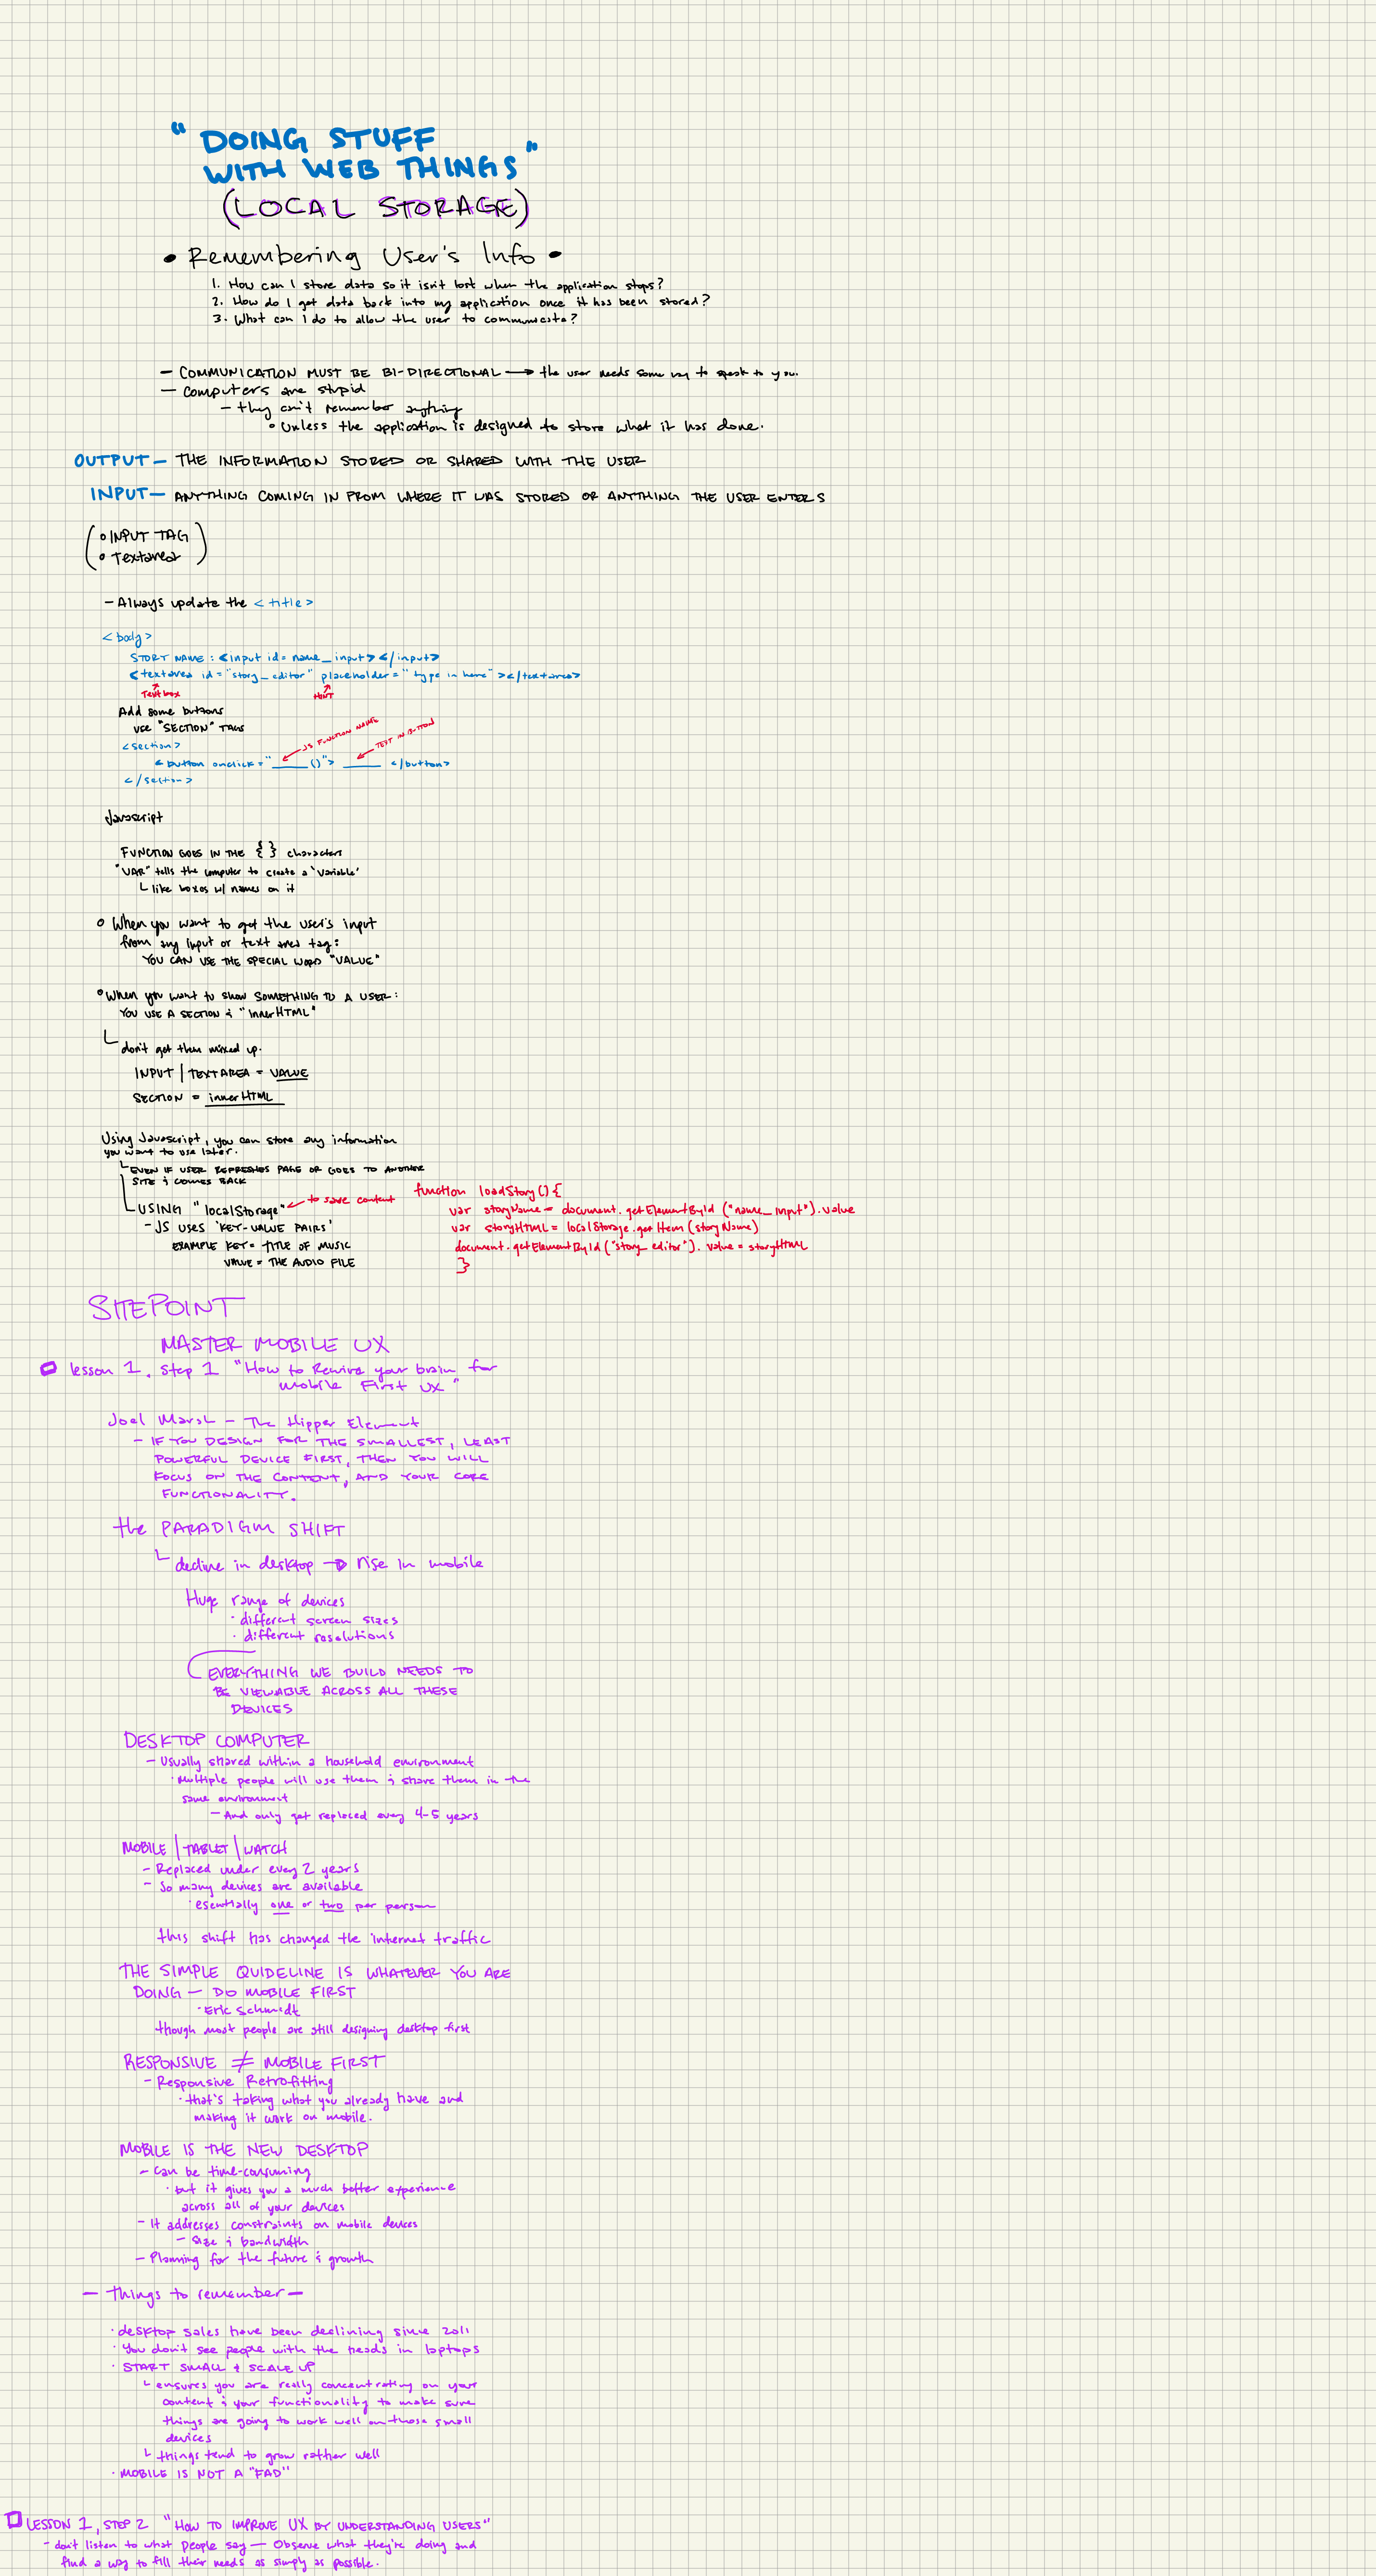 "DOING STUFF
WITH WEB THINGS"
(LOCAL STORAGE)
• Remembering User's Info •
1. How can I store data so it isn't lost when the application stops?
2. How do I get data back into my application once it has been stored?
3. What can I do to allow the user to communicate?
— COMMUNICATION MUST BE BI-DIRECTIONAL → the user needs some way to speak to you.
— Computers are stupid
– they can't remember anything
• Unless the application is designed to store what it has done.
OUTPUT — THE INFORMATION STORED OR SHARED WITH THE USER
INPUT — ANYTHING COMING IN FROM WHERE IT WAS STORED OR ANYTHING THE USER ENTERS
• INPUT TAG
• Textarea
– Always update the <title>
<body>
STORY NAME : <input id= name_input></input>
<textarea id="story_editor" placeholder=" type in here" ></textarea>
Text box
HINT
Add some buttons
use "SECTION" TAGS
JS FUNCTION NAME
TEXT IN BUTTON
<section>
<button onclick="____()"> ____ </button>
</section>
Javascript
FUNCTION GOES IN THE { } characters
"VAR" tells the computer to create a 'variable'
└ like boxes w/ names on it
• When you want to get the user's input
from any input or text area tag:
YOU CAN USE THE SPECIAL WORD "VALUE"
• When you want to show SOMETHING TO A USER:
YOU USE A SECTION & "innerHTML"
└ don't get them mixed up.
INPUT | TEXTAREA = VALUE
SECTION = innerHTML
Using Javascript, you can store any information
you want to use later.
└ EVEN IF USER REFRESHES PAGE OR GOES TO ANOTHER
SITE & COMES BACK
└ USING "localStorage" ← to save content
– JS USES 'KEY-VALUE PAIRS'
EXAMPLE KEY = TITLE OF MUSIC
VALUE = THE AUDIO FILE
function loadStory(){
var storyName = document.getElementById ("name_input").value
var storyHTML = localStorage.getItem(storyName)
document.getElementById("story_editor"). value = storyHTML
}
SITEPOINT
MASTER MOBILE UX
lesson 1, step 1 "How to Rewire your brain for
mobile First UX"
Joel Marsh – The Hipper Element
– IF YOU DESIGN FOR THE SMALLEST, LEAST
POWERFUL DEVICE FIRST, THEN YOU WILL
FOCUS ON THE CONTENT, AND YOUR CORE
FUNCTIONALITY.
the PARADIGM SHIFT
└ decline in desktop → rise in mobile
Huge range of devices
· different screen sizes
· different resolutions
EVERYTHING WE BUILD NEEDS TO
BE VIEWABLE ACROSS ALL THESE
DEVICES
DESKTOP COMPUTER
– Usually shared within a household environment
· Multiple people will use them & share them in the
same environment
– And only get replaced every 4-5 years
MOBILE | TABLET | WATCH
– Replaced under every 2 years
– So many devices are available
· esentially one or two per person
this shift has changed the internet traffic
THE SIMPLE QUIDELINE IS WHATEVER YOU ARE
DOING — DO MOBILE FIRST
· Eric Schmidt
though most people are still designing desktop first
RESPONSIVE ≠ MOBILE FIRST
– Responsive Retrofitting
· that's taking what you already have and
making it work on mobile.
MOBILE IS THE NEW DESKTOP
– Can be time-consuming
· but it gives you a much better experience
across all of your devices
– It addresses constraints on mobile devices
– Size & bandwidth
– Planning for the future & growth
— Things to remember —
· desktop sales have been declining since 2011
· You don't see people with the heads in laptops
· START SMALL & SCALE UP
└ ensures you are really concentrating on your
content & your functionality to make sure
things are going to work well on those small
devices
└ things tend to grow rather well
· MOBILE IS NOT A "FAD"
LESSON 1, STEP 2 "HOW TO IMPROVE UX BY UNDERSTANDING USERS"
– don't listen to what people say — Observe what they're doing and
find a way to fill their needs as simply as possible.